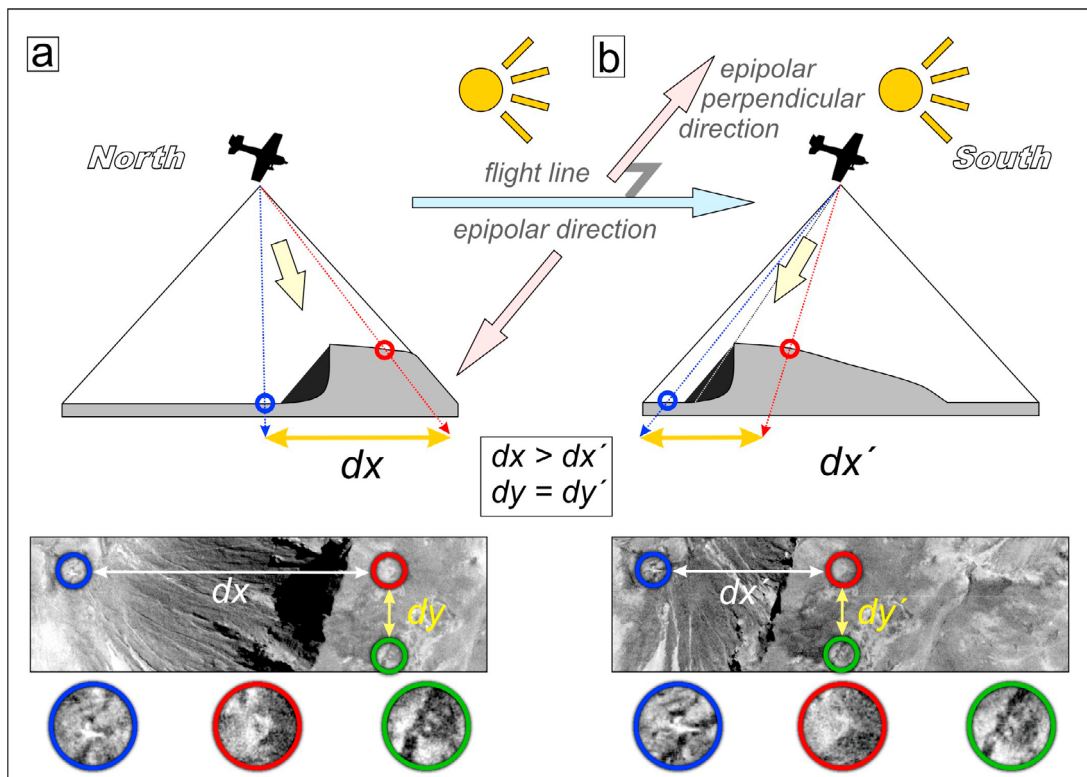 a
b
epipolar
perpendicular
direction
North
South
flight line
epipolar direction
dx
dx´
dx > dx´
dy = dy´
dx
dy
dx
dy´